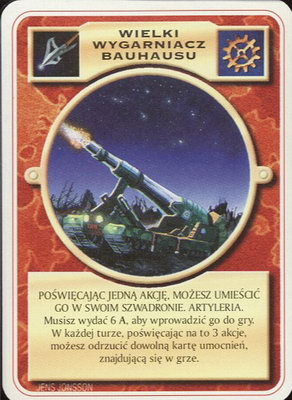 WIELKI
WYGARNIACZ
BAUHAUSU
POŚWIĘCAJĄC JEDNĄ AKCJĘ, MOŻESZ UMIEŚCIĆ
GO W SWOIM SZWADRONIE. ARTYLERIA.
Musisz wydać 6 A, aby wprowadzić go do gry.
W każdej turze, poświęcając na to 3 akcje,
możesz odrzucić dowolną kartę umocnień,
znajdującą się w grze.
JENS JONSSON